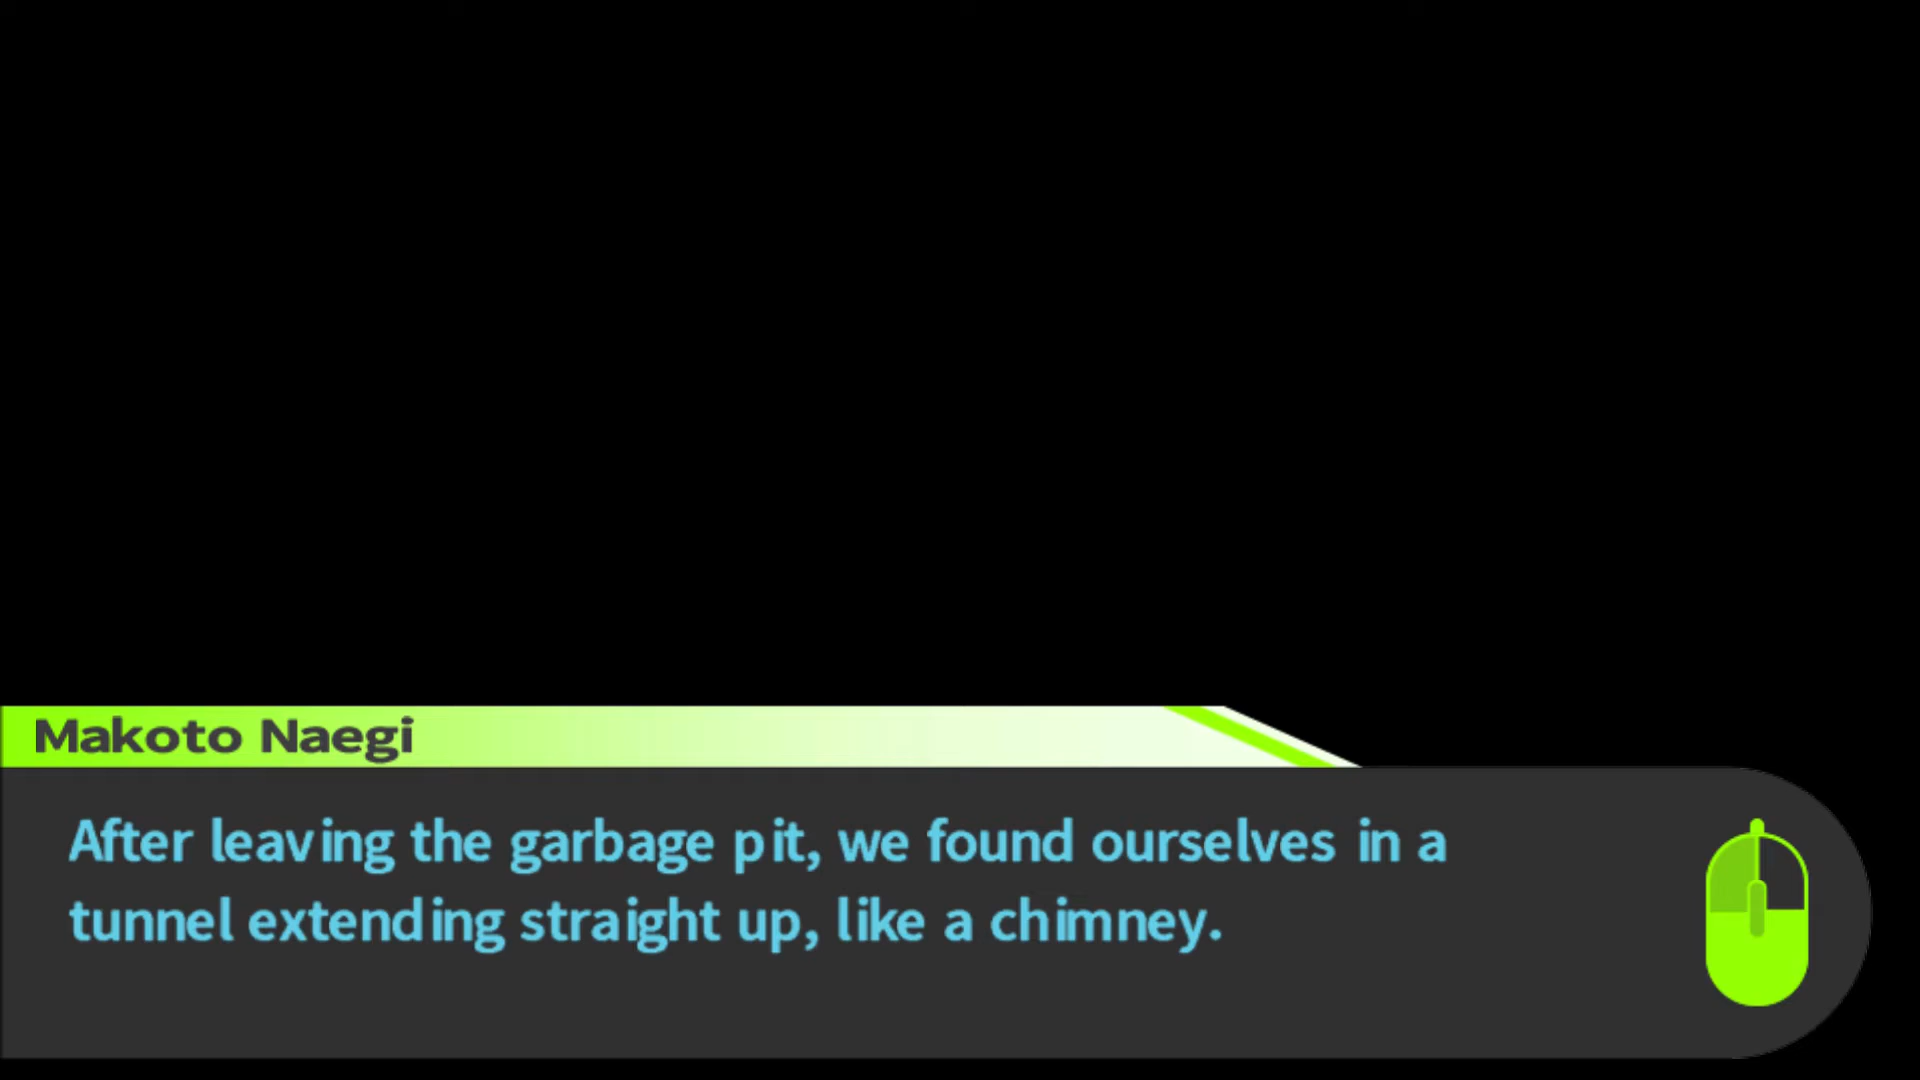 Makoto Naegi
After leaving the garbage pit, we found ourselves in a
tunnel extending straight up, like a chimney.